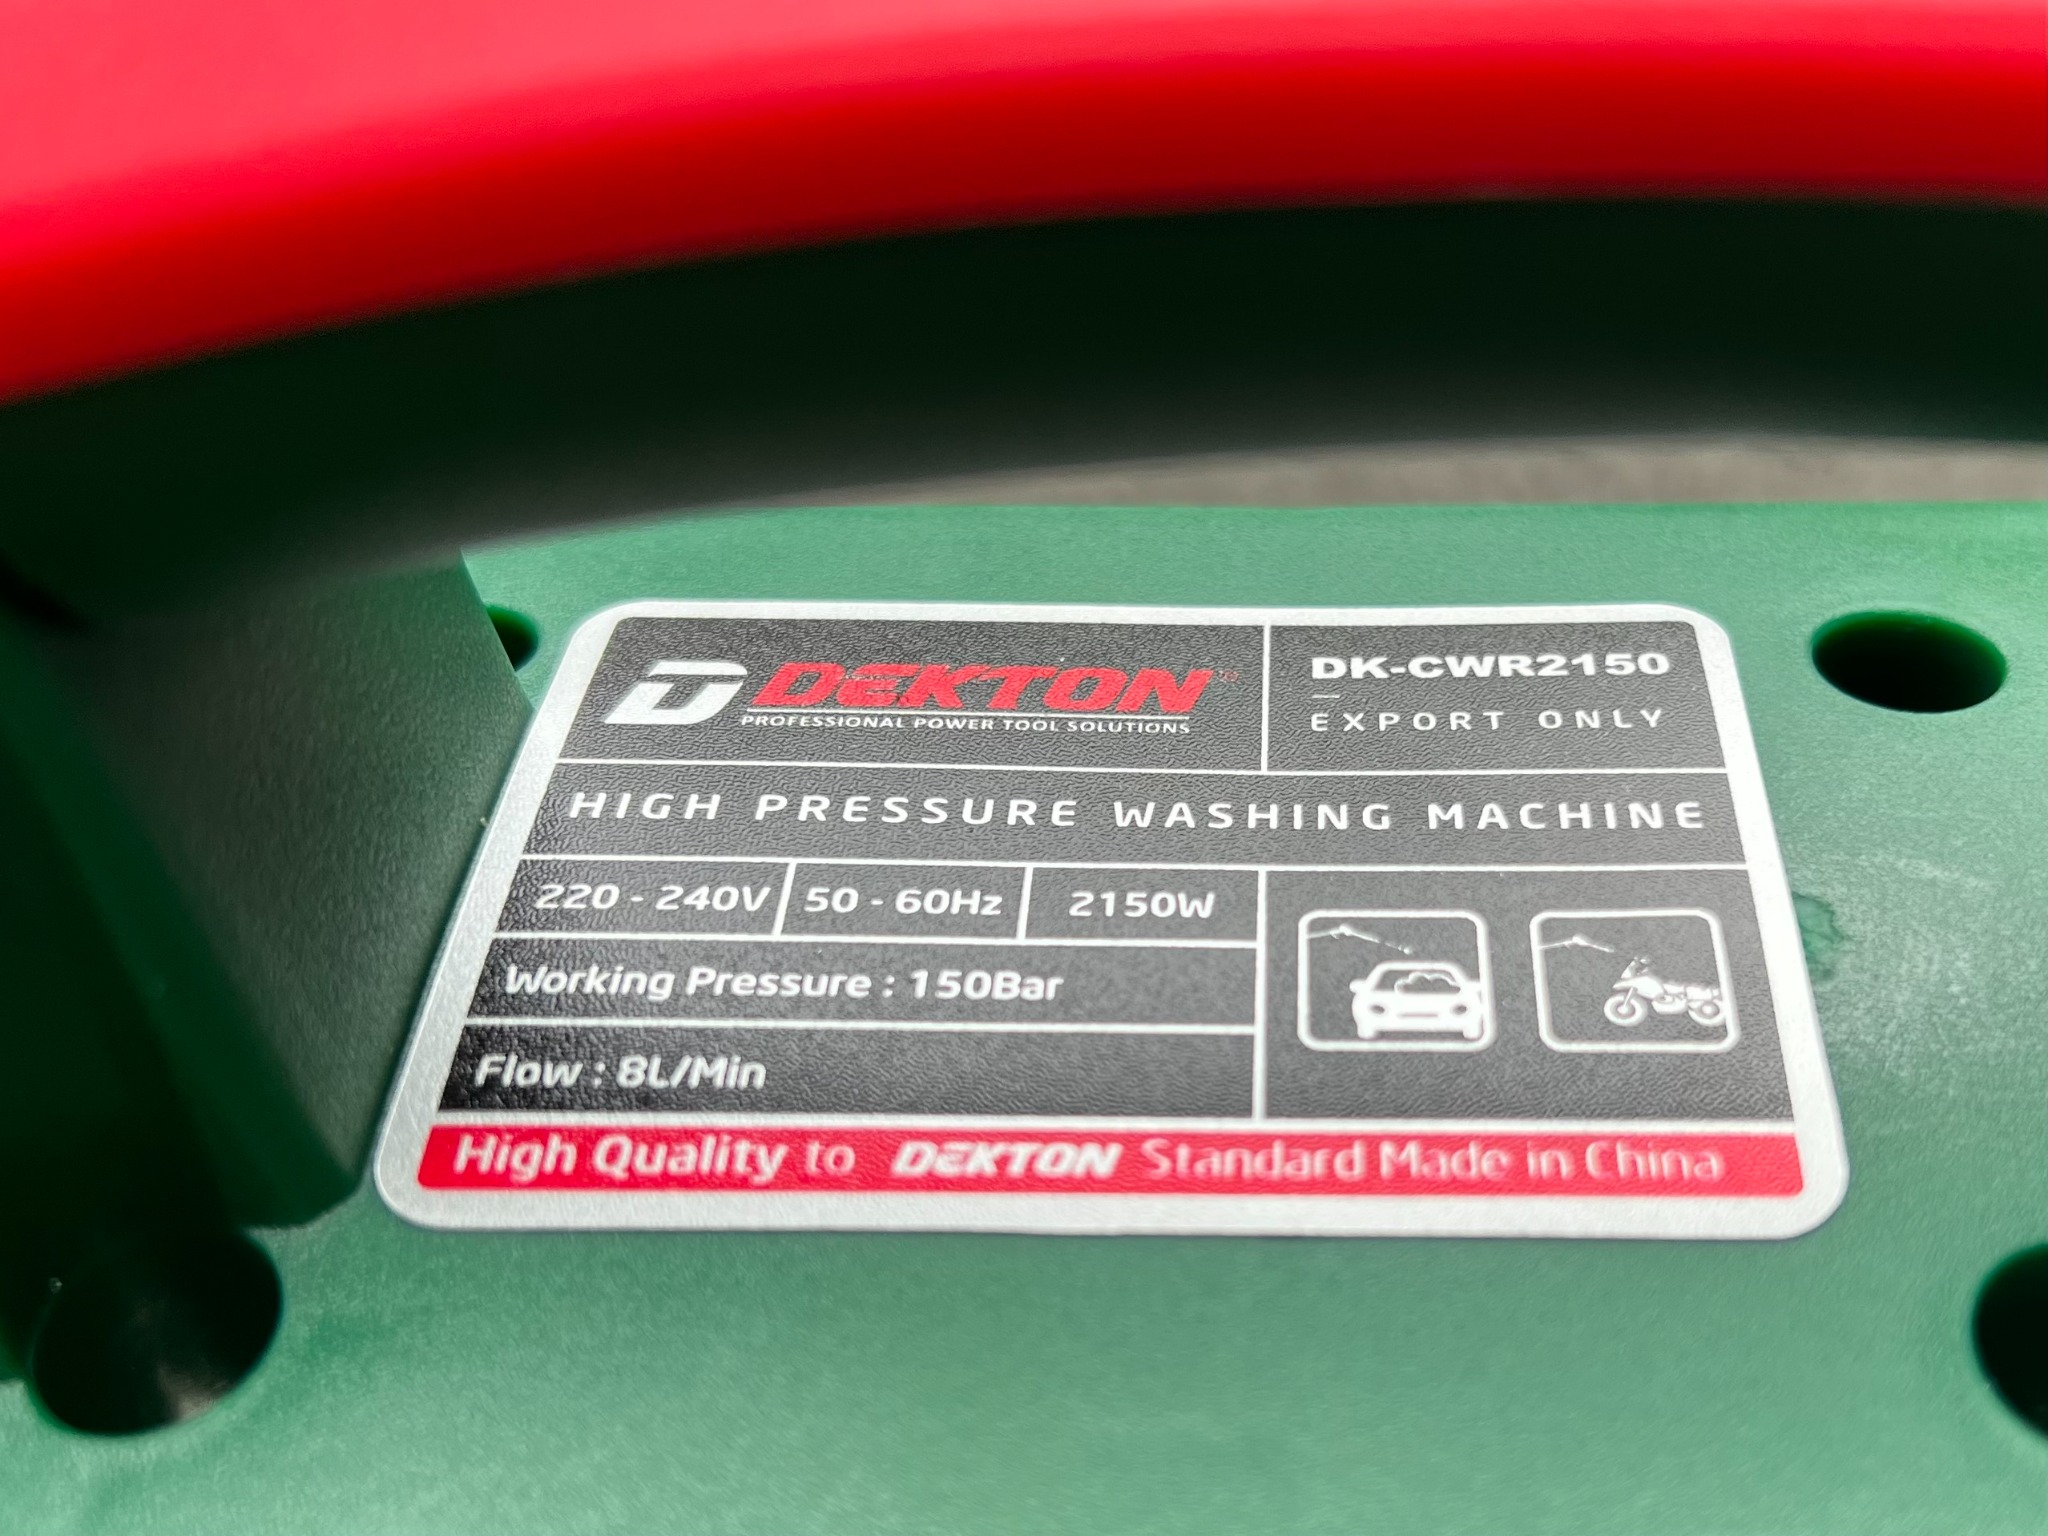 DEKTON®
PROFESSIONAL POWER TOOL SOLUTIONS
DK-CWR2150
EXPORT ONLY
HIGH PRESSURE WASHING MACHINE
220 - 240V 50 - 60Hz 2150W
Working Pressure : 150Bar
Flow : 8L/Min
High Quality to DEKTON Standard Made in China